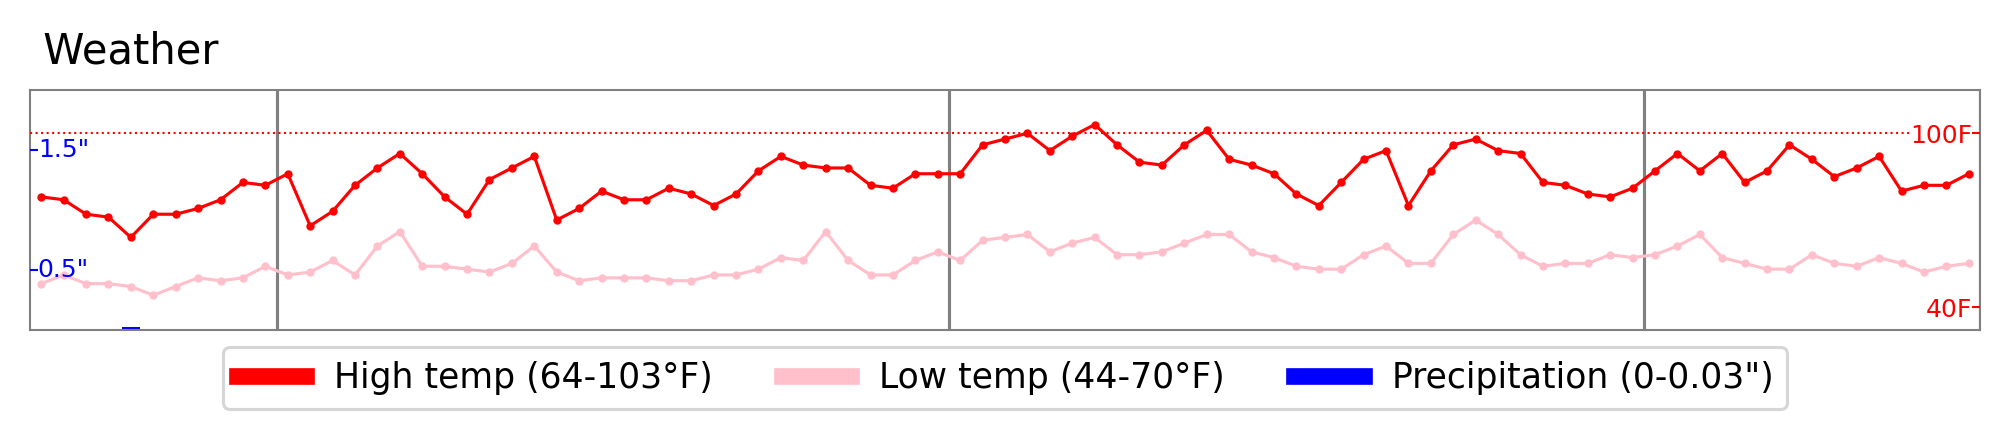 Weather
1.5"
100F
0.5"
40F
High temp (64-103°F) Low temp (44-70°F) Precipitation (0-0.03")